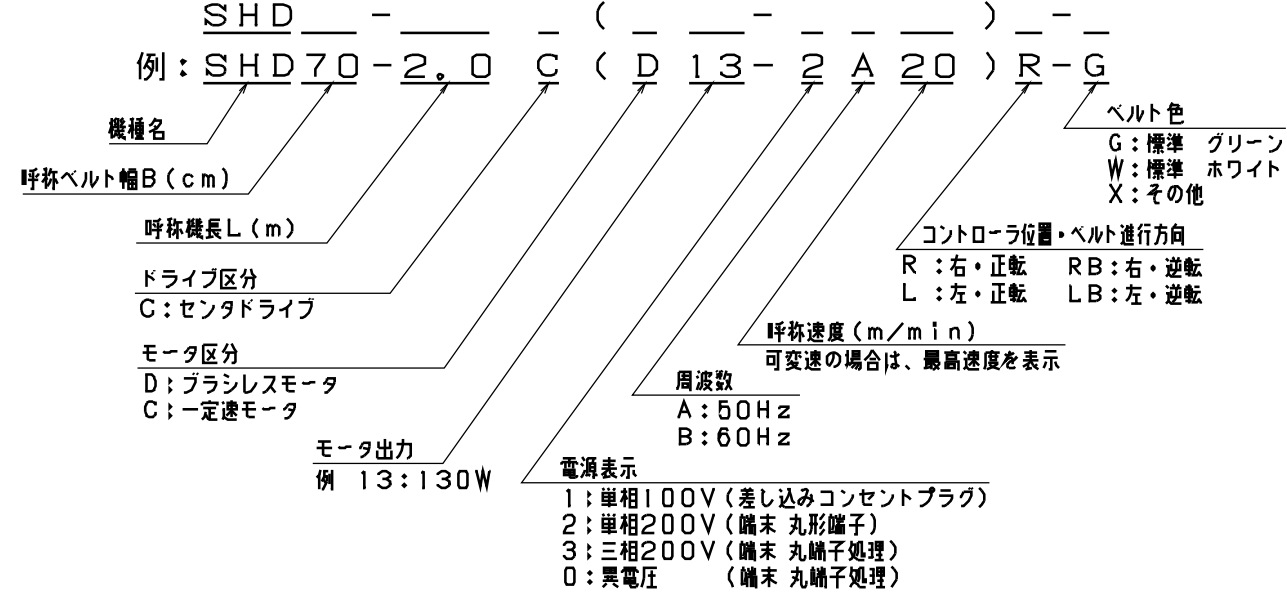 SHD - ( - ) -
例:SHD70-2.0 C (D 13-2 A 20)R-G
機種名
呼称ベルト幅B(cm)
呼称機長L(m)
ドライブ区分
C:センタドライブ
モータ区分
D:ブラシレスモータ
C:一定速モータ
モータ出力
例 13:130W
電源表示
1:単相100V(差し込みコンセントプラグ)
2:単相200V(端末 丸形端子)
3:三相200V(端末 丸端子処理)
0:異電圧 (端末 丸端子処理)
周波数
A:50Hz
B:60Hz
呼称速度(m/min)
可変速の場合は、最高速度を表示
コントローラ位置・ベルト進行方向
R :右・正転 RB:右・逆転
L :左・正転 LB:左・逆転
ベルト色
G:標準 グリーン
W:標準 ホワイト
X:その他